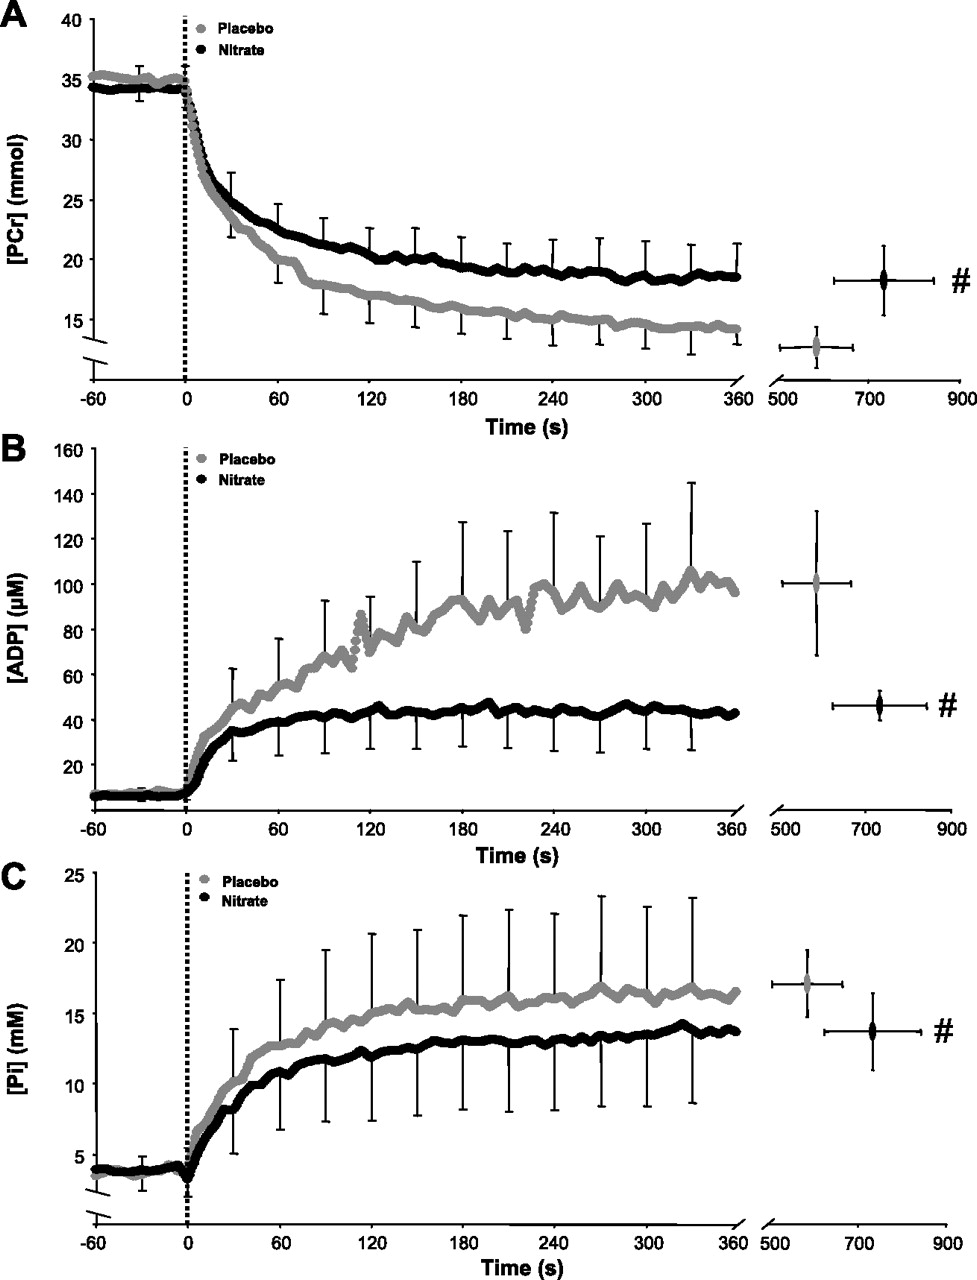 A
40
Placebo
Nitrate
35
30
25
20
15
[PCr] (mmol)
#
-60 0 60 120 180 240 300 360 500 700 900
Time (s)
B
160
Placebo
Nitrate
140
120
100
80
60
40
20
[ADP] (µM)
#
-60 0 60 120 180 240 300 360 500 700 900
Time (s)
C
25
Placebo
Nitrate
20
15
10
5
[Pi] (mM)
#
-60 0 60 120 180 240 300 360 500 700 900
Time (s)